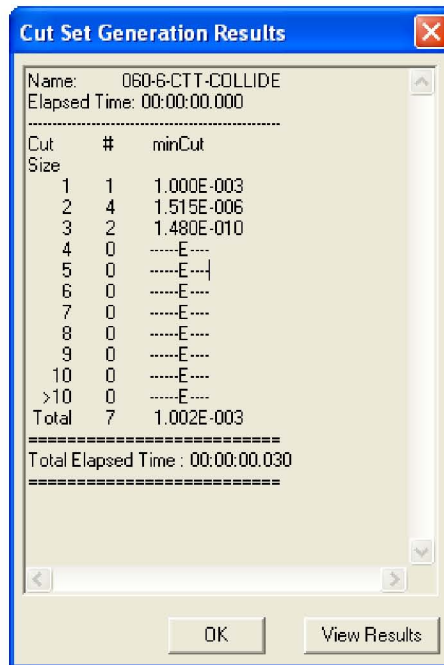 Cut Set Generation Results
Name: 060-6-CTT-COLLIDE
Elapsed Time: 00:00:00.000
--------------------------------------------------
Cut # minCut
Size
1 1 1.000E-003
2 4 1.515E-006
3 2 1.480E-010
4 0 ------E----
5 0 ------E----
6 0 ------E----
7 0 ------E----
8 0 ------E----
9 0 ------E----
10 0 ------E----
>10 0 ------E----
Total 7 1.002E-003
===========================
Total Elapsed Time : 00:00:00.030
===========================
OK View Results